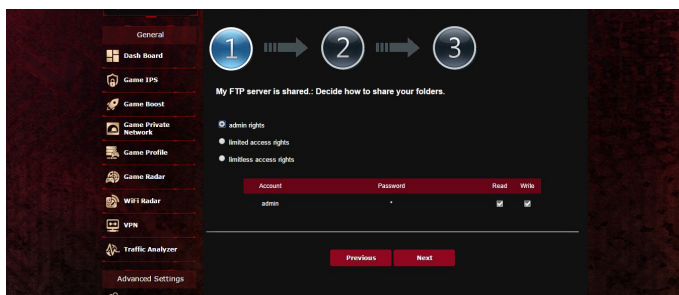 General
Dash Board
Game IPS
Game Boost
Game Private
Network
Game Profile
Game Radar
WiFi Radar
VPN
Traffic Analyzer
Advanced Settings
1
2
3
My FTP server is shared.: Decide how to share your folders.
admin rights
limited access rights
limitless access rights
Account Password Read Write
admin *
Previous Next